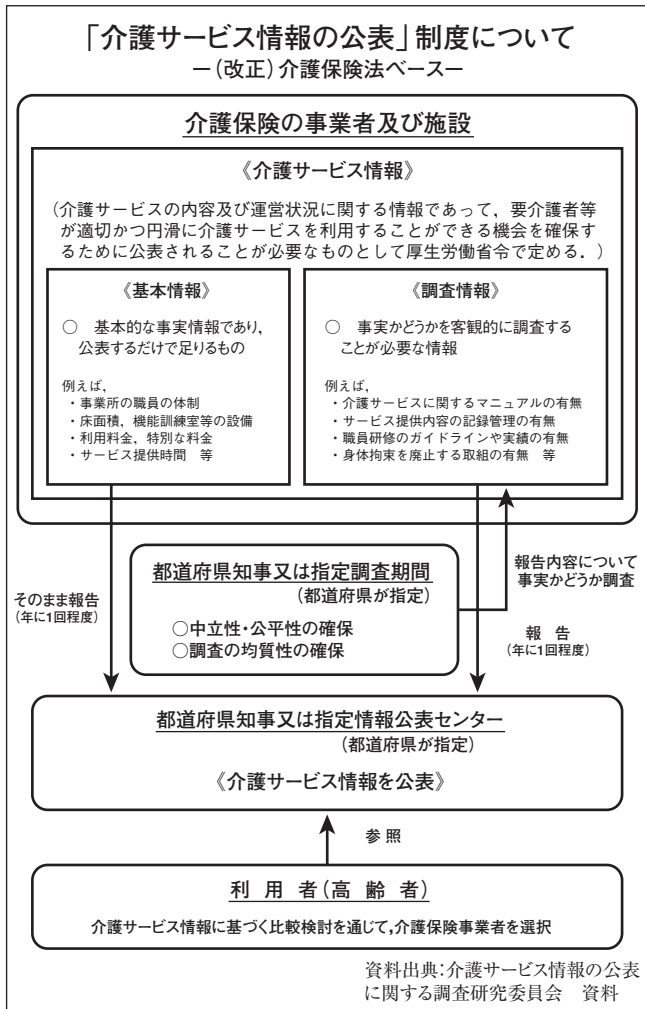 「介護サービス情報の公表」制度について
－（改正）介護保険法ベース－
介護保険の事業者及び施設
《介護サービス情報》
（介護サービスの内容及び運営状況に関する情報であって，要介護者等
が適切かつ円滑に介護サービスを利用することができる機会を確保す
るために公表されることが必要なものとして厚生労働省令で定める．）
《基本情報》
○　基本的な事実情報であり，
公表するだけで足りるもの
例えば，
・事業所の職員の体制
・床面積，機能訓練室等の設備
・利用料金，特別な料金
・サービス提供時間　等
《調査情報》
○　事実かどうかを客観的に調査する
ことが必要な情報
例えば，
・介護サービスに関するマニュアルの有無
・サービス提供内容の記録管理の有無
・職員研修のガイドラインや実績の有無
・身体拘束を廃止する取組の有無　等
そのまま報告
（年に1回程度）
都道府県知事又は指定調査期間
（都道府県が指定）
○中立性・公平性の確保
○調査の均質性の確保
報告内容について
事実かどうか調査
報　告
（年に1回程度）
都道府県知事又は指定情報公表センター
（都道府県が指定）
《介護サービス情報を公表》
参 照
利　用　者（高　齢　者）
介護サービス情報に基づく比較検討を通じて，介護保険事業者を選択
資料出典：介護サービス情報の公表
に関する調査研究委員会　資料